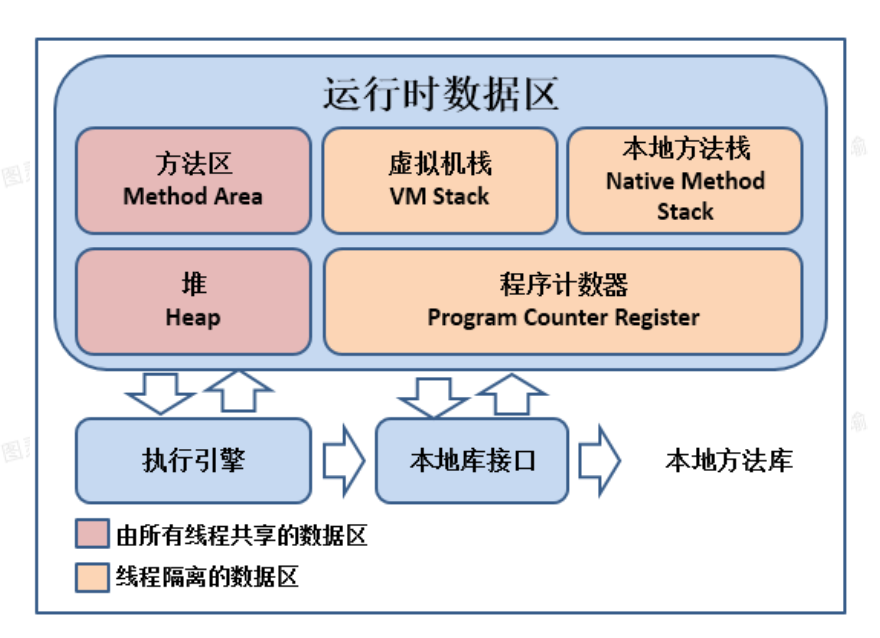 运行时数据区
方法区
Method Area
虚拟机栈
VM Stack
本地方法栈
Native Method
Stack
堆
Heap
程序计数器
Program Counter Register
执行引擎
本地库接口
本地方法库
由所有线程共享的数据区
线程隔离的数据区